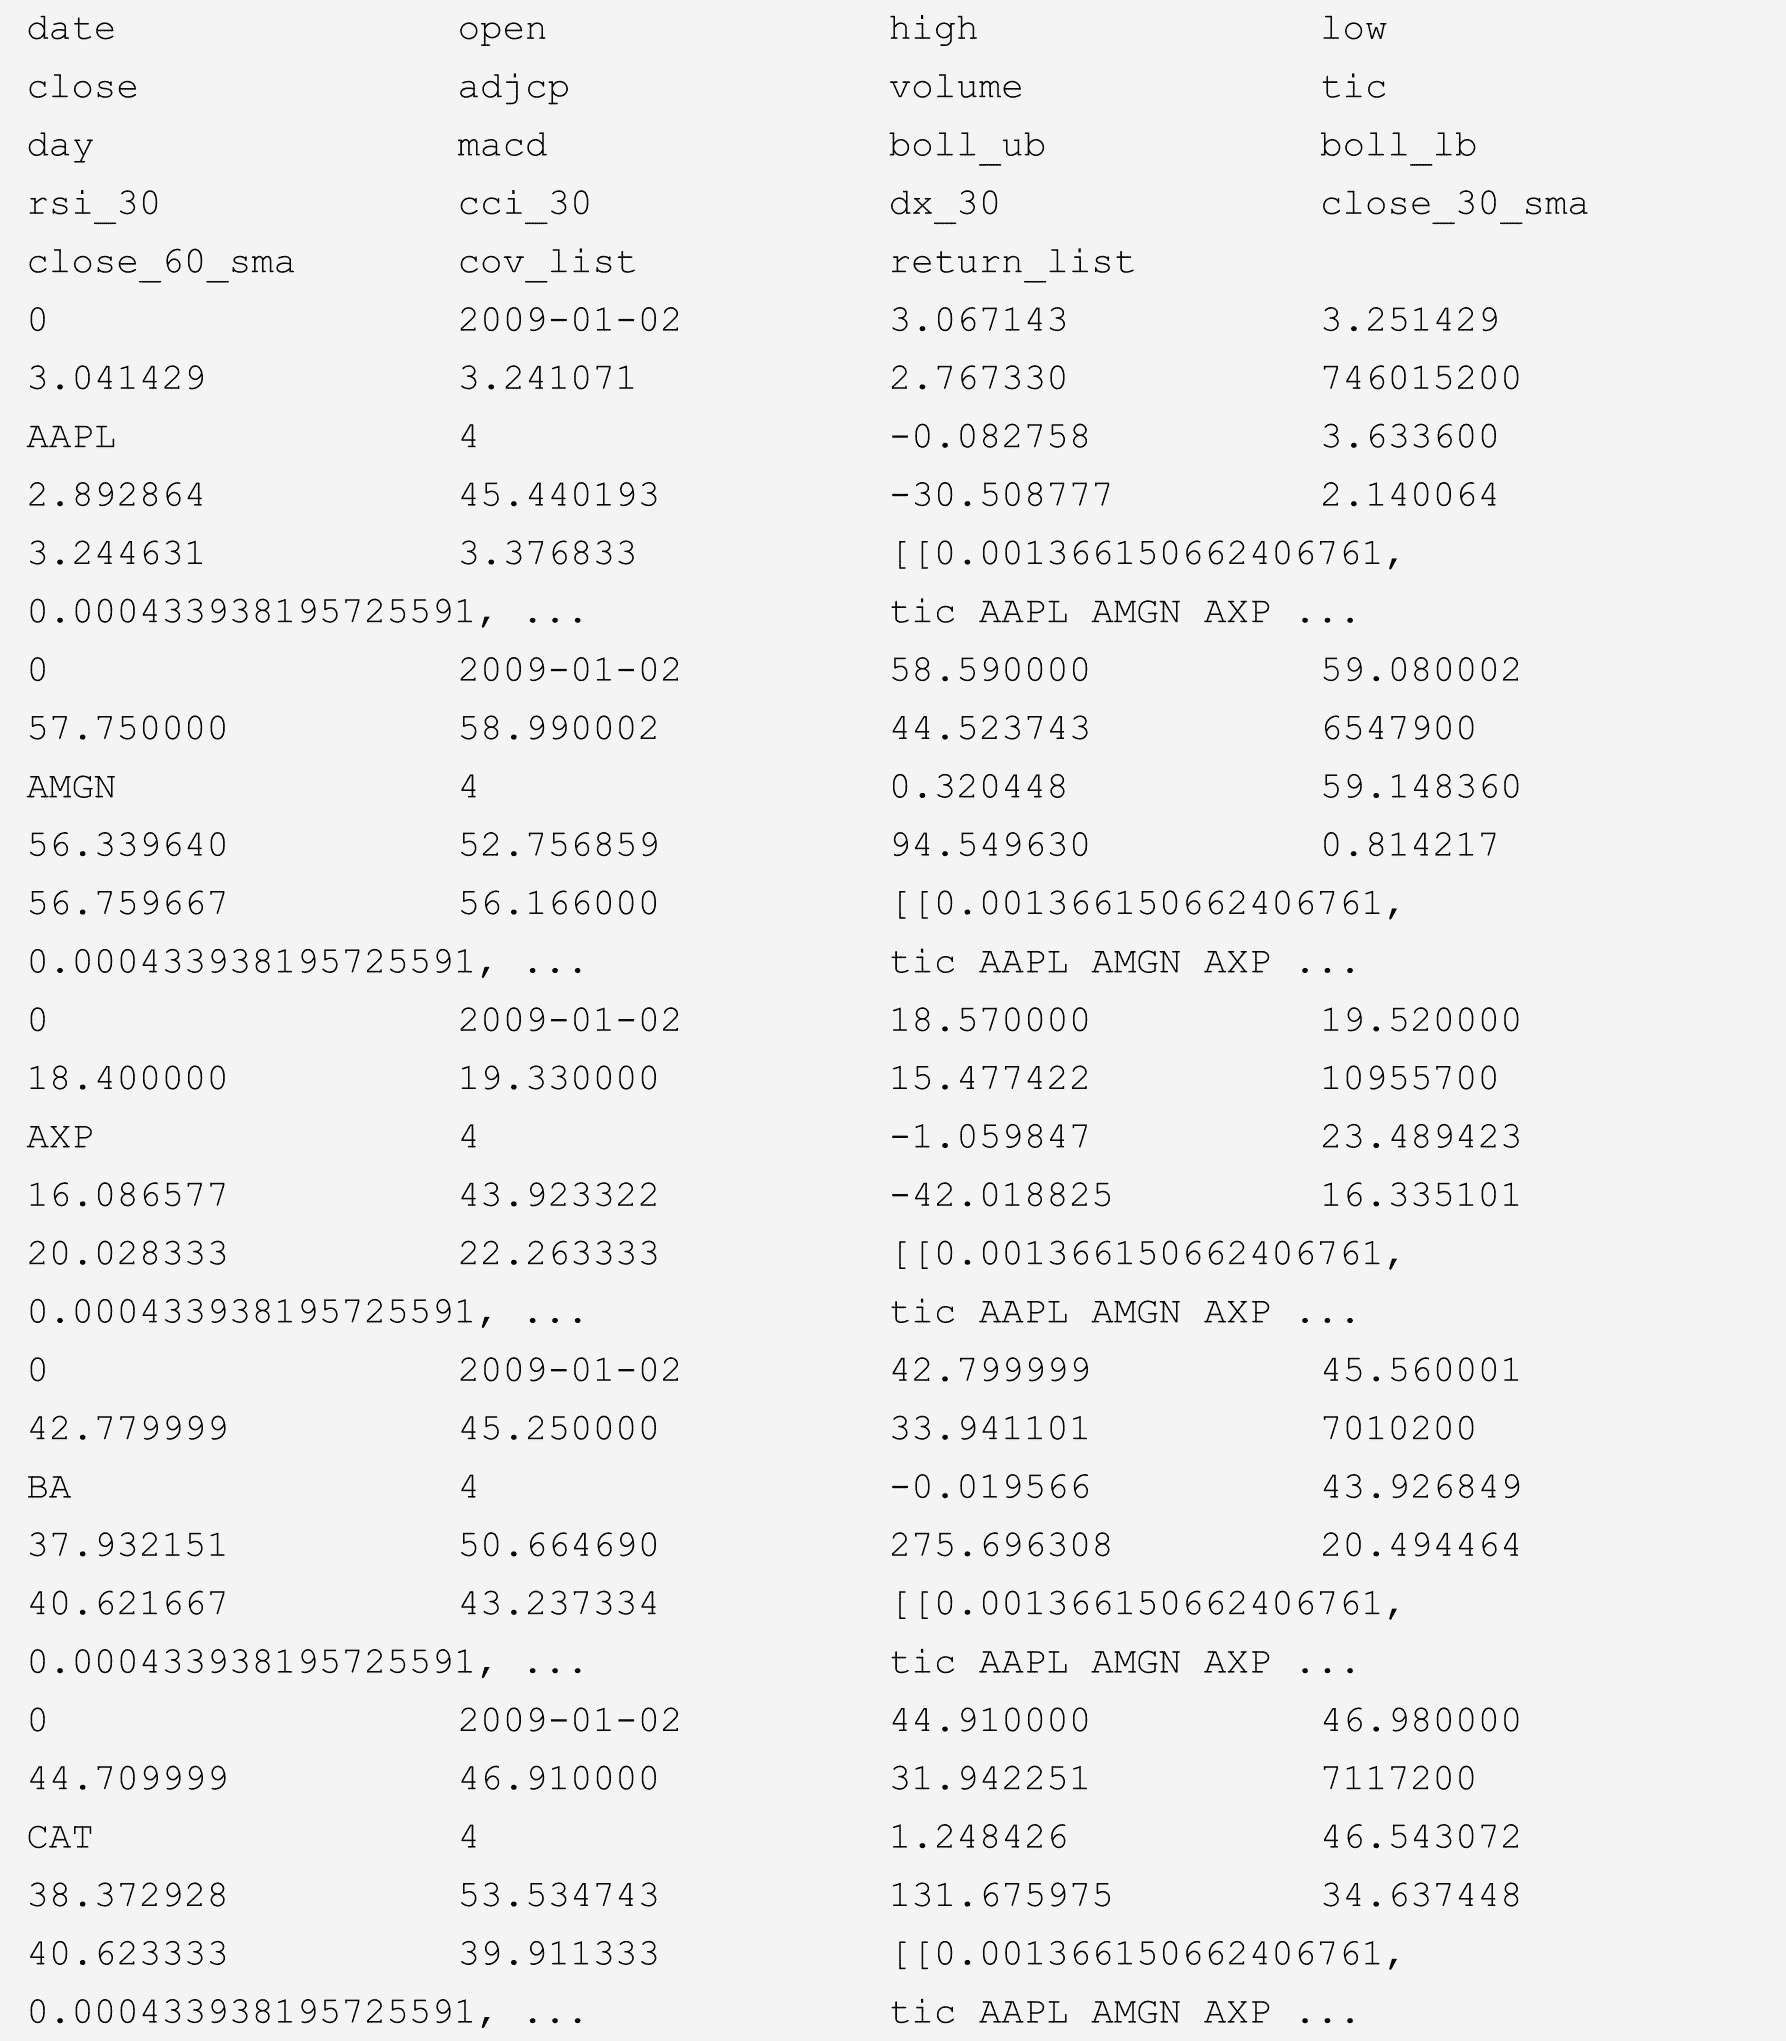 date open high low
close adjcp volume tic
day macd boll_ub boll_lb
rsi_30 cci_30 dx_30 close_30_sma
close_60_sma cov_list return_list
0 2009-01-02 3.067143 3.251429
3.041429 3.241071 2.767330 746015200
AAPL 4 -0.082758 3.633600
2.892864 45.440193 -30.508777 2.140064
3.244631 3.376833 [[0.001366150662406761,
0.000433938195725591, ... tic AAPL AMGN AXP ...
0 2009-01-02 58.590000 59.080002
57.750000 58.990002 44.523743 6547900
AMGN 4 0.320448 59.148360
56.339640 52.756859 94.549630 0.814217
56.759667 56.166000 [[0.001366150662406761,
0.000433938195725591, ... tic AAPL AMGN AXP ...
0 2009-01-02 18.570000 19.520000
18.400000 19.330000 15.477422 10955700
AXP 4 -1.059847 23.489423
16.086577 43.923322 -42.018825 16.335101
20.028333 22.263333 [[0.001366150662406761,
0.000433938195725591, ... tic AAPL AMGN AXP ...
0 2009-01-02 42.799999 45.560001
42.779999 45.250000 33.941101 7010200
BA 4 -0.019566 43.926849
37.932151 50.664690 275.696308 20.494464
40.621667 43.237334 [[0.001366150662406761,
0.000433938195725591, ... tic AAPL AMGN AXP ...
0 2009-01-02 44.910000 46.980000
44.709999 46.910000 31.942251 7117200
CAT 4 1.248426 46.543072
38.372928 53.534743 131.675975 34.637448
40.623333 39.911333 [[0.001366150662406761,
0.000433938195725591, ... tic AAPL AMGN AXP ...